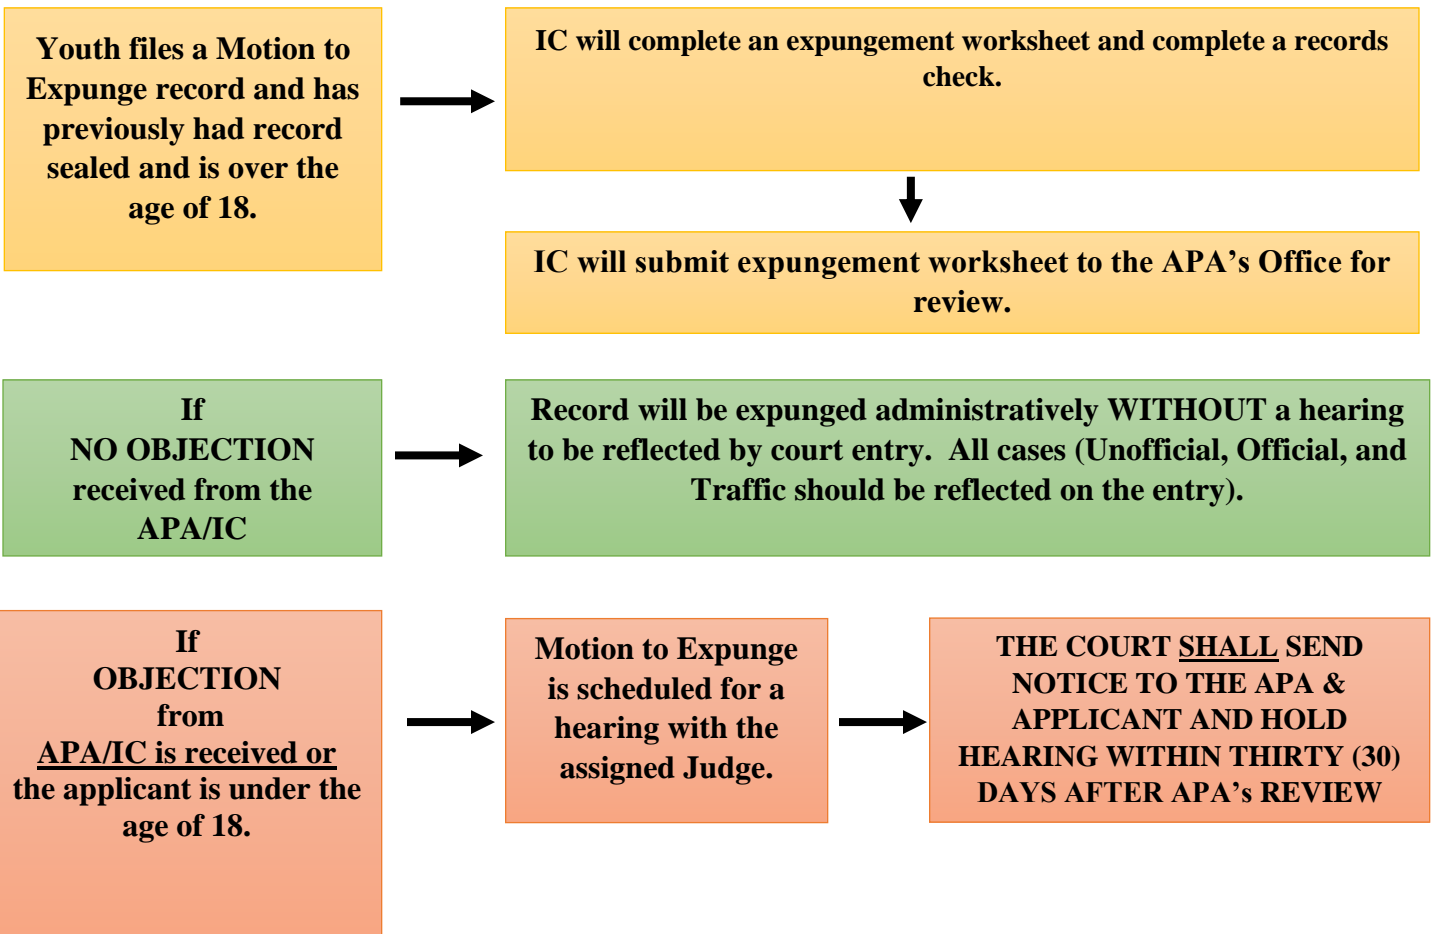 Youth files a Motion to
Expunge record and has
previously had record
sealed and is over the
age of 18.
IC will complete an expungement worksheet and complete a records
check.
IC will submit expungement worksheet to the APA’s Office for
review.
If
NO OBJECTION
received from the
APA/IC
Record will be expunged administratively WITHOUT a hearing
to be reflected by court entry.  All cases (Unofficial, Official, and
Traffic should be reflected on the entry).
If
OBJECTION
from
APA/IC is received or
the applicant is under the
age of 18.
Motion to Expunge
is scheduled for a
hearing with the
assigned Judge.
THE COURT SHALL SEND
NOTICE TO THE APA &
APPLICANT AND HOLD
HEARING WITHIN THIRTY (30)
DAYS AFTER APA’s REVIEW